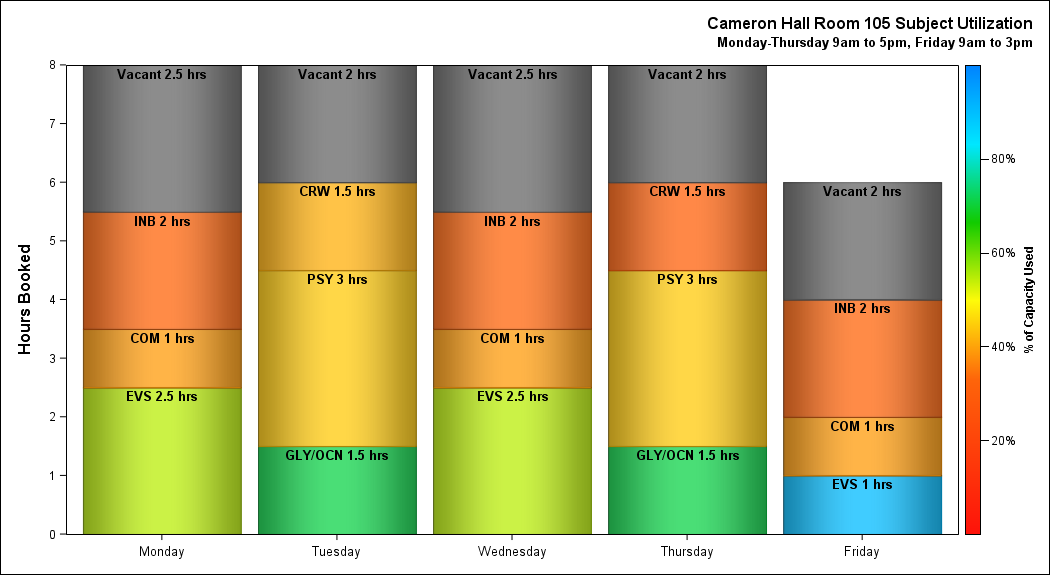 Cameron Hall Room 105 Subject Utilization
Monday-Thursday 9am to 5pm, Friday 9am to 3pm
Hours Booked
8
7
6
5
4
3
2
1
0
Vacant 2.5 hrs
INB 2 hrs
COM 1 hrs
EVS 2.5 hrs
Vacant 2 hrs
CRW 1.5 hrs
PSY 3 hrs
GLY/OCN 1.5 hrs
Vacant 2.5 hrs
INB 2 hrs
COM 1 hrs
EVS 2.5 hrs
Vacant 2 hrs
CRW 1.5 hrs
PSY 3 hrs
GLY/OCN 1.5 hrs
Vacant 2 hrs
INB 2 hrs
COM 1 hrs
EVS 1 hrs
Monday Tuesday Wednesday Thursday Friday
80%
60%
40%
20%
% of Capacity Used